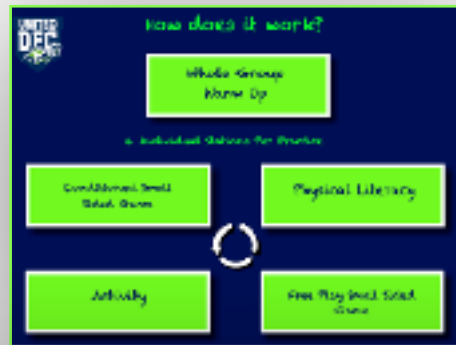 UNITED
DFC
How does it work?
Whole Group
Warm Up
4 Individual Stations for Practice
Conditioned Small
Sided Game
Physical Literacy
Activity
Free Play Small Sided
Game